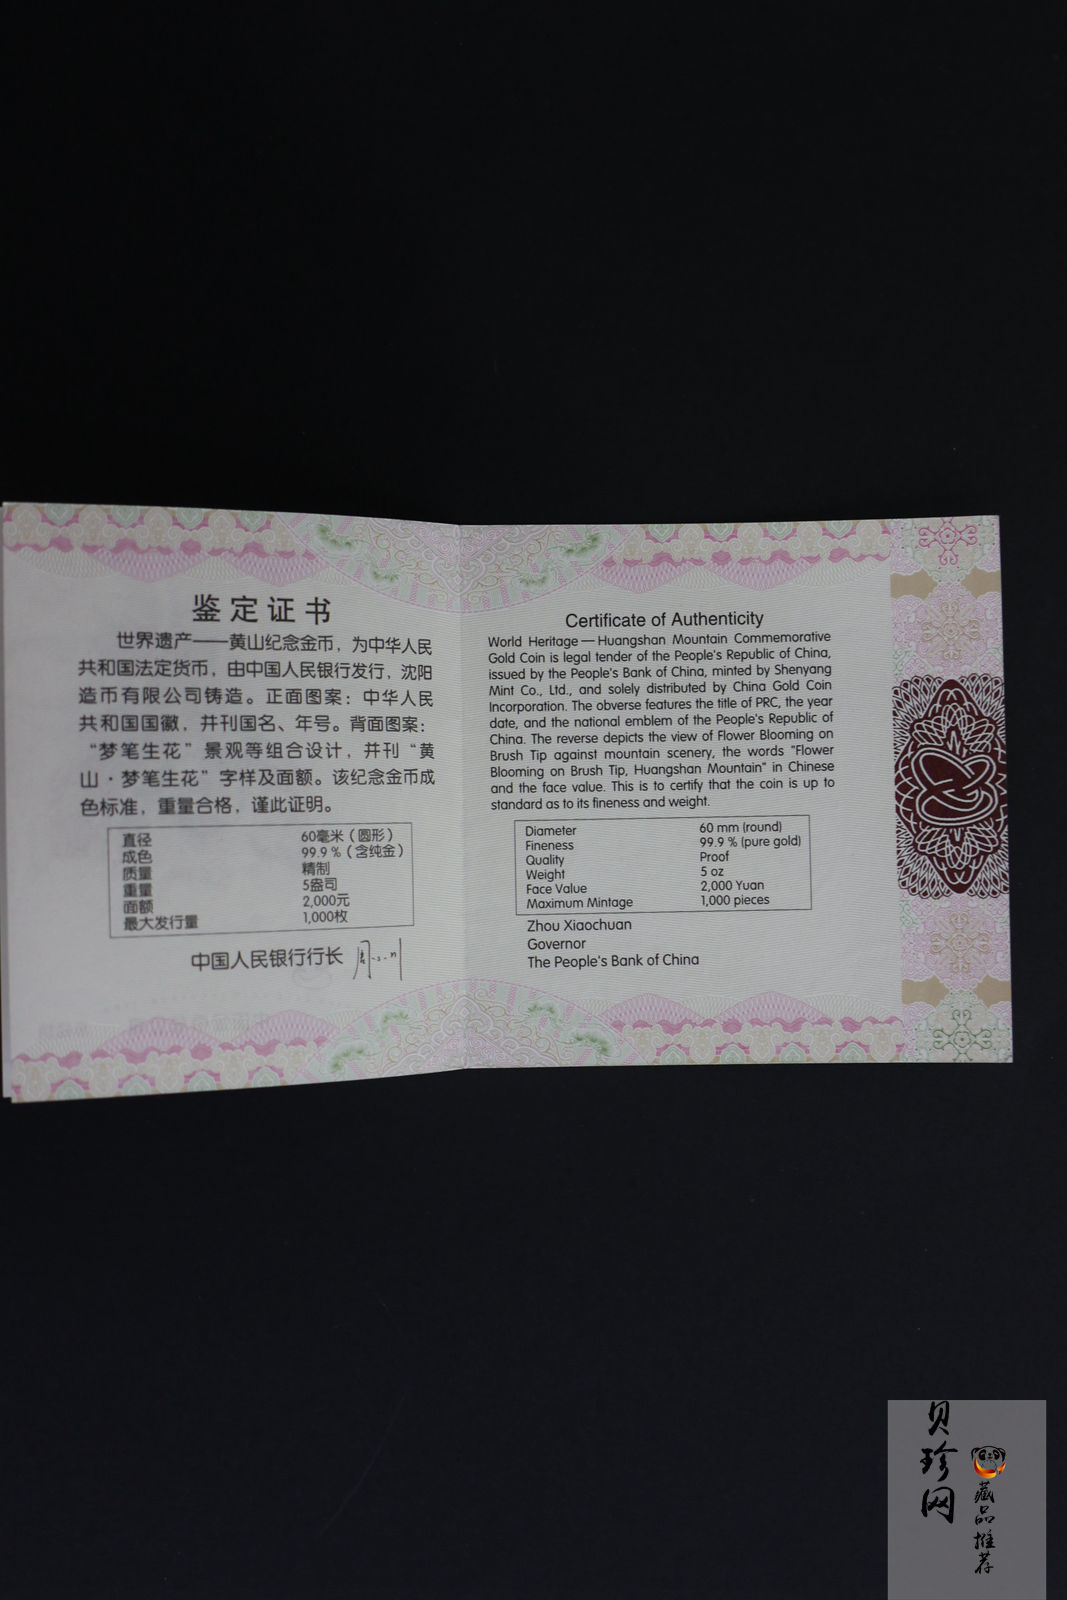 鉴定证书
世界遗产——黄山纪念金币，为中华人民
共和国法定货币，由中国人民银行发行，沈阳
造币有限公司铸造。正面图案：中华人民
共和国国徽，并刊国名、年号。背面图案：
“梦笔生花”景观等组合设计，并刊“黄
山·梦笔生花”字样及面额。该纪念金币成
色标准，重量合格，谨此证明。
直径 60毫米（圆形）
成色 99.9 %（含纯金）
质量 精制
重量 5盎司
面额 2,000元
最大发行量 1,000枚
中国人民银行行长
Certificate of Authenticity
World Heritage — Huangshan Mountain Commemorative
Gold Coin is legal tender of the People's Republic of China,
issued by the People's Bank of China, minted by Shenyang
Mint Co., Ltd., and solely distributed by China Gold Coin
Incorporation. The obverse features the title of PRC, the year
date, and the national emblem of the People's Republic of
China. The reverse depicts the view of Flower Blooming on
Brush Tip against mountain scenery, the words "Flower
Blooming on Brush Tip, Huangshan Mountain" in Chinese
and the face value. This is to certify that the coin is up to
standard as to its fineness and weight.
Diameter 60 mm (round)
Fineness 99.9 % (pure gold)
Quality Proof
Weight 5 oz
Face Value 2,000 Yuan
Maximum Mintage 1,000 pieces
Zhou Xiaochuan
Governor
The People's Bank of China
贝珍网
藏品推荐